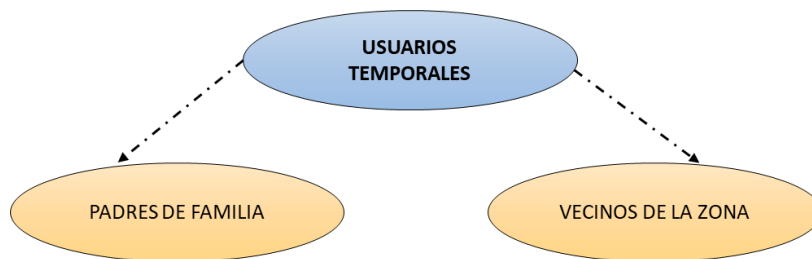 USUARIOS
TEMPORALES
PADRES DE FAMILIA
VECINOS DE LA ZONA